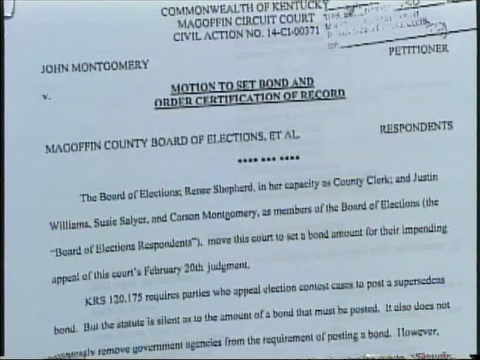 COMMONWEALTH OF KENTUCKY
MAGOFFIN CIRCUIT COURT
CIVIL ACTION NO. 14-CI-00371
JOHN MONTGOMERY
PETITIONER
v.
MOTION TO SET BOND AND
ORDER CERTIFICATION OF RECORD
MAGOFFIN COUNTY BOARD OF ELECTIONS, ET AL.
RESPONDENTS
**** *** ****
The Board of Elections; Renee Shepherd, in her capacity as County Clerk; and Justin
Williams, Susie Salyer, and Carson Montgomery, as members of the Board of Elections (the
"Board of Elections Respondents"), move this court to set a bond amount for their impending
appeal of this court's February 20th judgment.
KRS 120.175 requires parties who appeal election contest cases to post a supersedeas
bond. But the statute is silent as to the amount of a bond that must be posted. It also does not
expressly remove government agencies from the requirement of posting a bond. However,